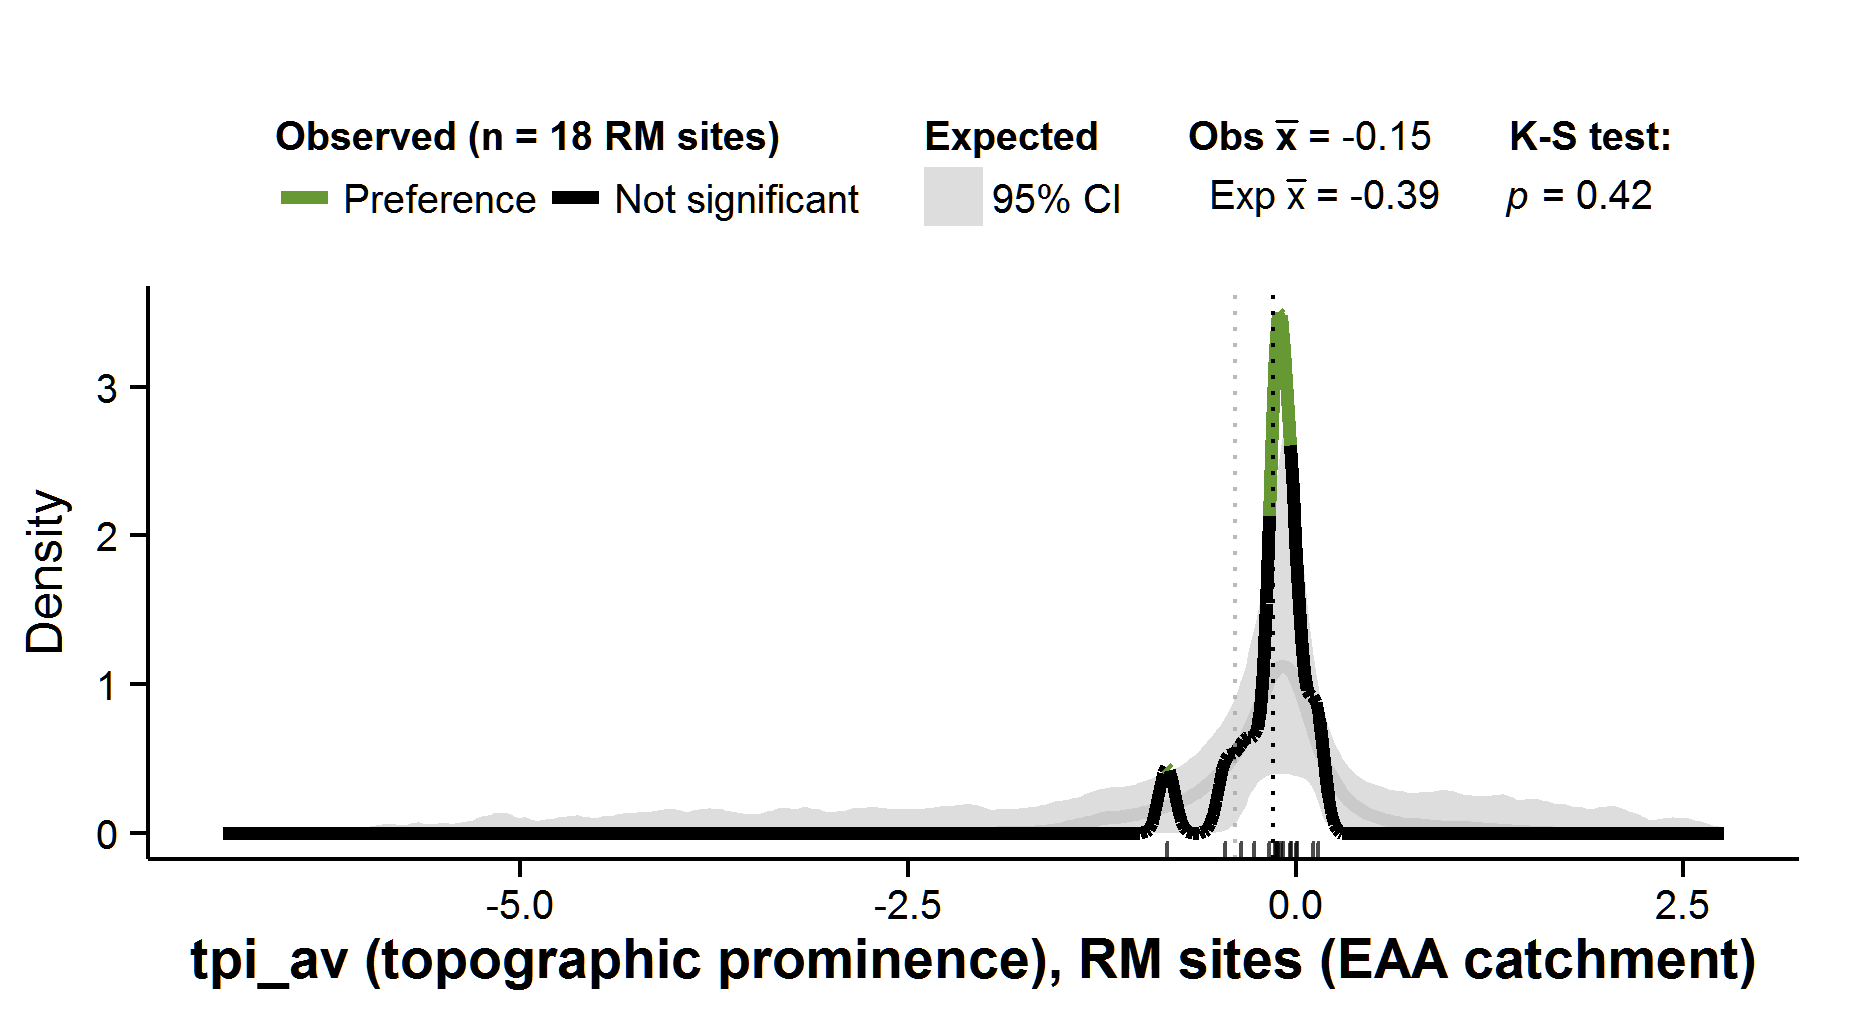 Observed (n = 18 RM sites) Expected Obs x̅ = -0.15 K-S test:
Preference Not significant 95% CI Exp x̅ = -0.39 p = 0.42
3
2
1
0
Density
-5.0 -2.5 0.0 2.5
tpi_av (topographic prominence), RM sites (EAA catchment)